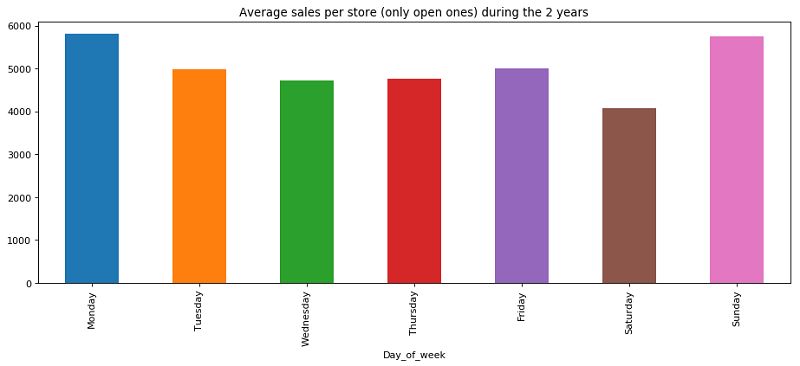 Average sales per store (only open ones) during the 2 years
6000
5000
4000
3000
2000
1000
0
Monday
Tuesday
Wednesday
Thursday
Friday
Saturday
Sunday
Day_of_week